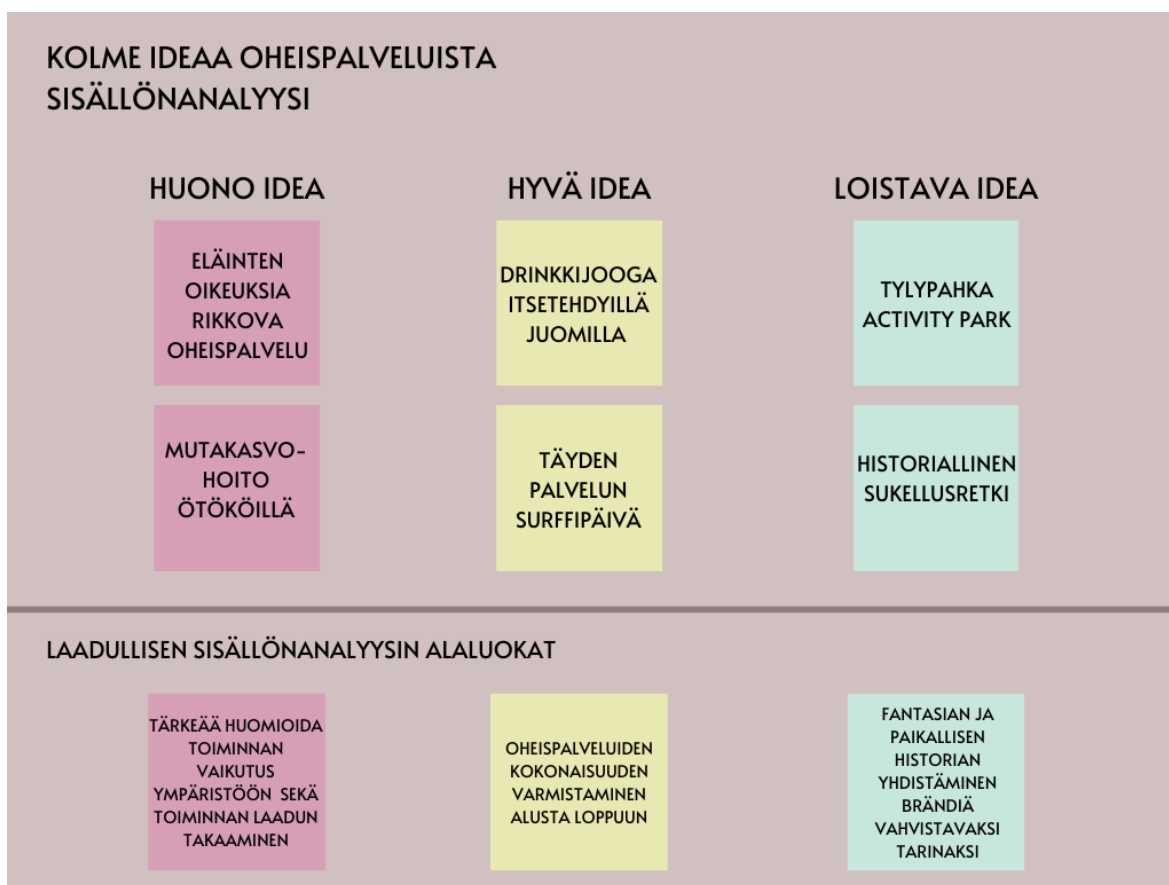 KOLME IDEAA OHEISPALVELUISTA
SISÄLLÖNANALYYSI
HUONO IDEA
HYVÄ IDEA
LOISTAVA IDEA
ELÄINTEN
OIKEUKSIA
RIKKOVA
OHEISPALVELU
DRINKKIJOOGA
ITSETEHDYILLÄ
JUOMILLA
TYLYPAHKA
ACTIVITY PARK
MUTAKASVO-
HOITO
ÖTÖKÖILLÄ
TÄYDEN
PALVELUN
SURFFIPÄIVÄ
HISTORIALLINEN
SUKELLUSRETKI
LAADULLISEN SISÄLLÖNANALYYSIN ALALUOKAT
TÄRKEÄÄ HUOMIOIDA
TOIMINNAN
VAIKUTUS
YMPÄRISTÖÖN SEKÄ
TOIMINNAN LAADUN
TAKAAMINEN
OHEISPALVELUIDEN
KOKONAISUUDEN
VARMISTAMINEN
ALUSTA LOPPUUN
FANTASIAN JA
PAIKALLISEN
HISTORIAN
YHDISTÄMINEN
BRÄNDIÄ
VAHVISTAVAKSI
TARINAKSI